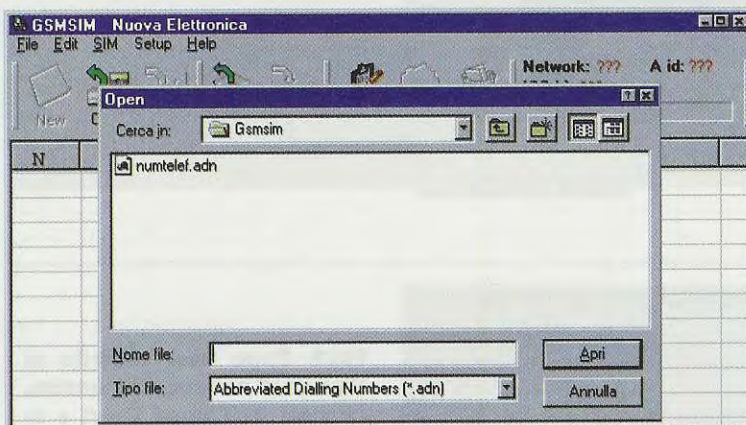 GSMSIM Nuova Elettronica
File Edit SIM Setup Help
Network: ??? A id: ???
New
Open
Cerca in: Gsmsim
N
numtelef.adn
Nome file:
Apri
Tipo file: Abbreviated Dialling Numbers (*.adn)
Annulla